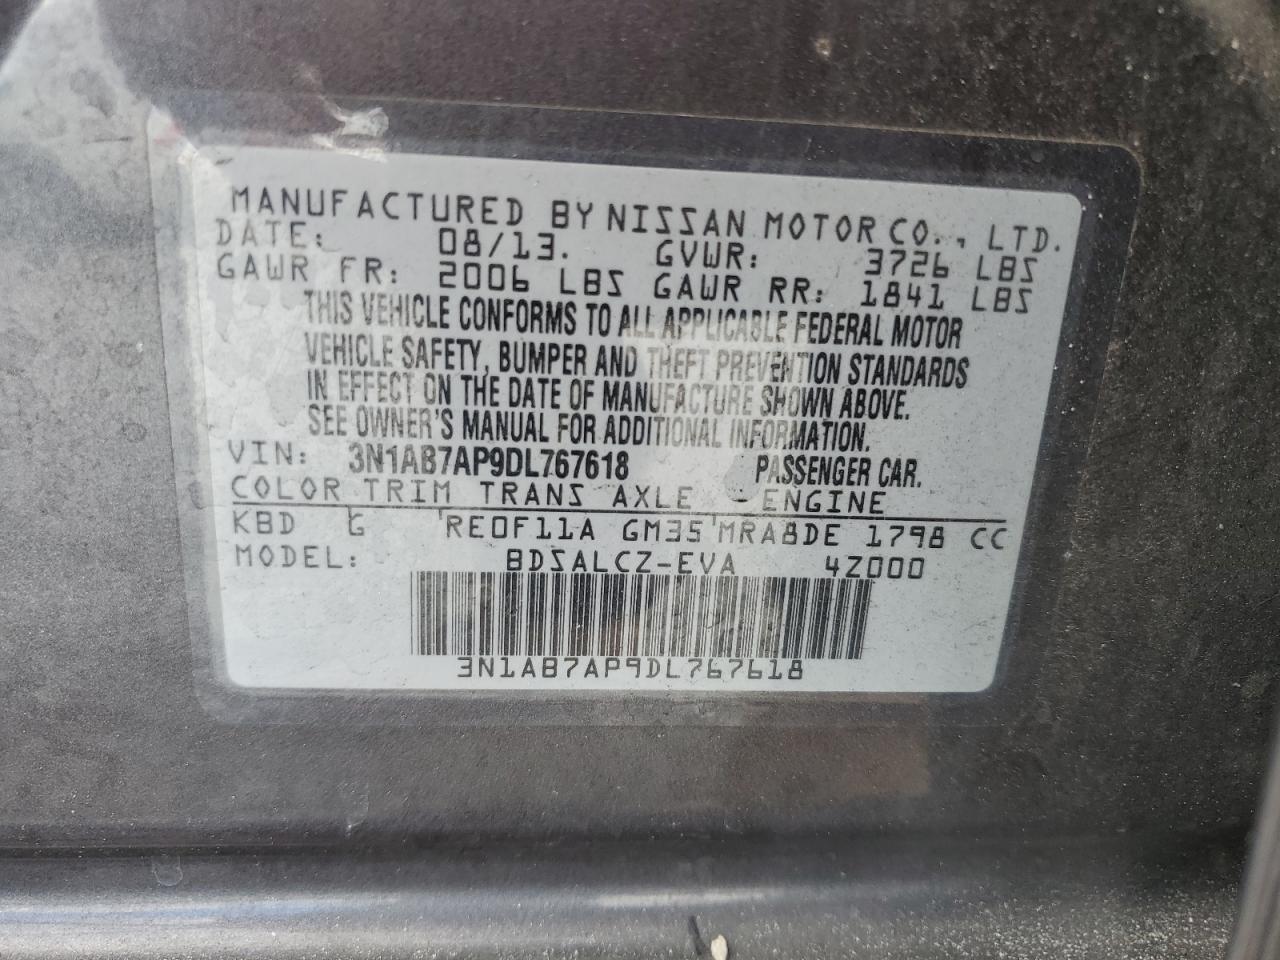 MANUFACTURED BY NISSAN MOTOR CO., LTD.
DATE: 08/13. GVWR: 3726 LBS
GAWR FR: 2006 LBS GAWR RR: 1841 LBS
THIS VEHICLE CONFORMS TO ALL APPLICABLE FEDERAL MOTOR
VEHICLE SAFETY, BUMPER AND THEFT PREVENTION STANDARDS
IN EFFECT ON THE DATE OF MANUFACTURE SHOWN ABOVE.
SEE OWNER'S MANUAL FOR ADDITIONAL INFORMATION.
VIN: 3N1AB7AP9DL767618 PASSENGER CAR.
COLOR TRIM TRANS AXLE ENGINE
KBD G RE0F11A GM35 MRA8DE 1798 CC
MODEL: BDSALCZ-EVA 4Z000
3N1AB7AP9DL767618